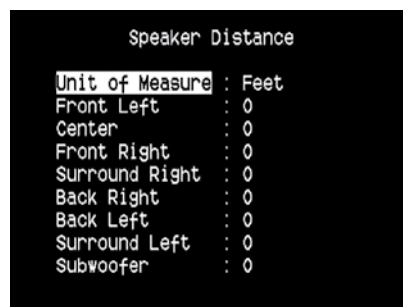 Speaker Distance
Unit of Measure : Feet
Front Left : 0
Center : 0
Front Right : 0
Surround Right : 0
Back Right : 0
Back Left : 0
Surround Left : 0
Subwoofer : 0